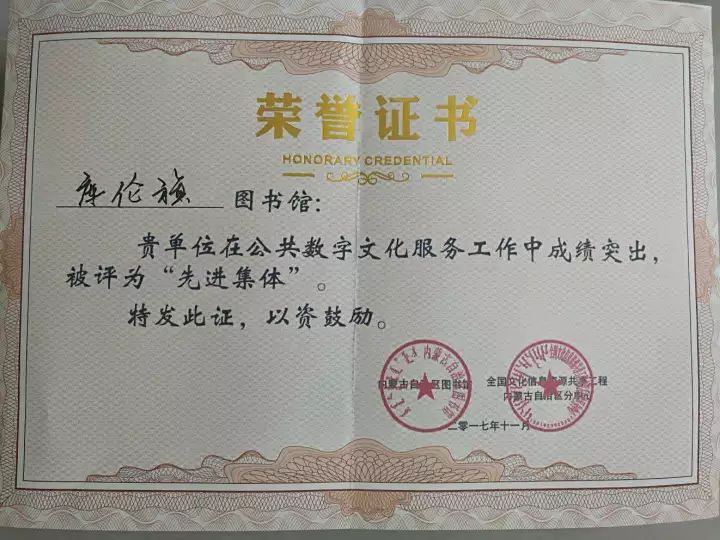 荣誉证书
HONORARY CREDENTIAL
库伦旗 图书馆:
贵单位在公共数字文化服务工作中成绩突出,
被评为“先进集体”。
特发此证,以资鼓励。
内蒙古自治区图书馆
全国文化信息资源共享工程
内蒙古自治区分中心
二零一七年十一月